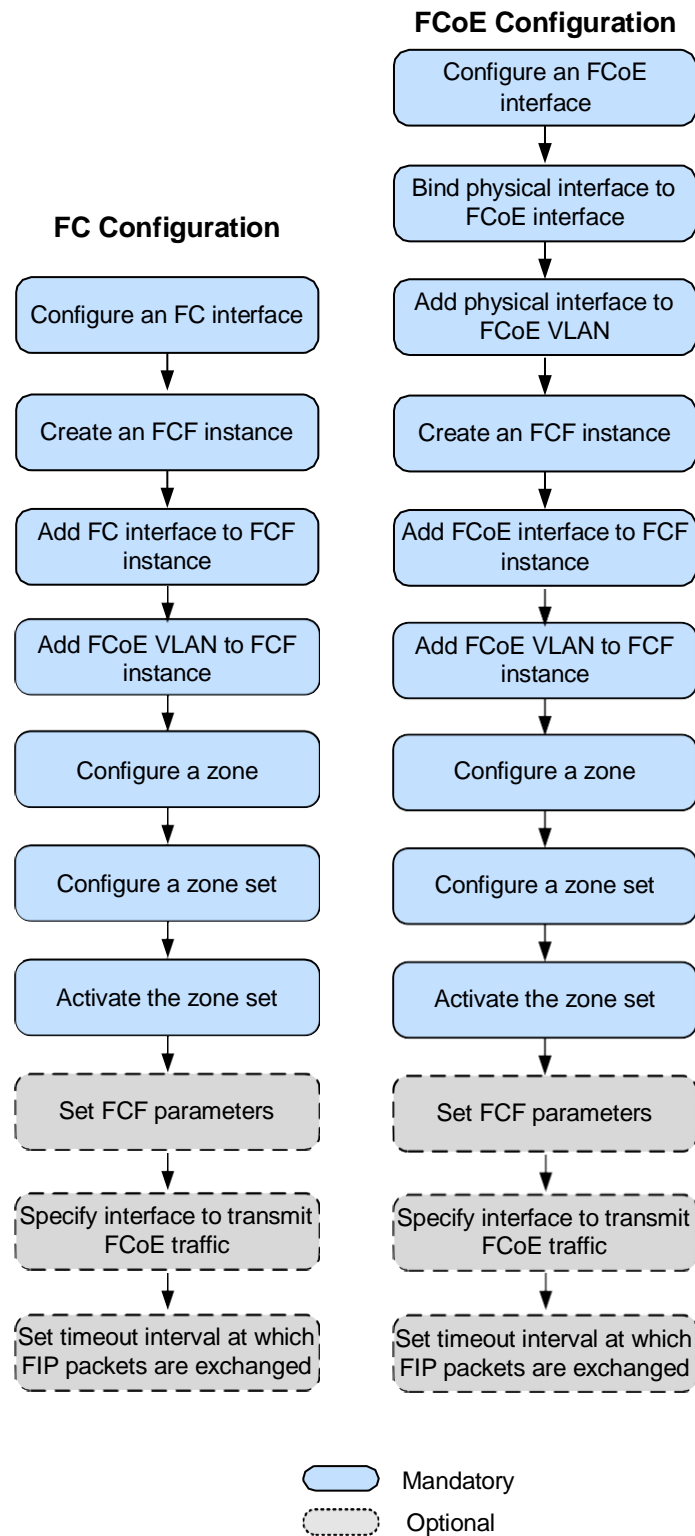 FC Configuration
Configure an FC interface
Create an FCF instance
Add FC interface to FCF
instance
Add FCoE VLAN to FCF
instance
Configure a zone
Configure a zone set
Activate the zone set
Set FCF parameters
Specify interface to transmit
FCoE traffic
Set timeout interval at which
FIP packets are exchanged
FCoE Configuration
Configure an FCoE
interface
Bind physical interface to
FCoE interface
Add physical interface to
FCoE VLAN
Create an FCF instance
Add FCoE interface to FCF
instance
Add FCoE VLAN to FCF
instance
Configure a zone
Configure a zone set
Activate the zone set
Set FCF parameters
Specify interface to transmit
FCoE traffic
Set timeout interval at which
FIP packets are exchanged
Mandatory
Optional